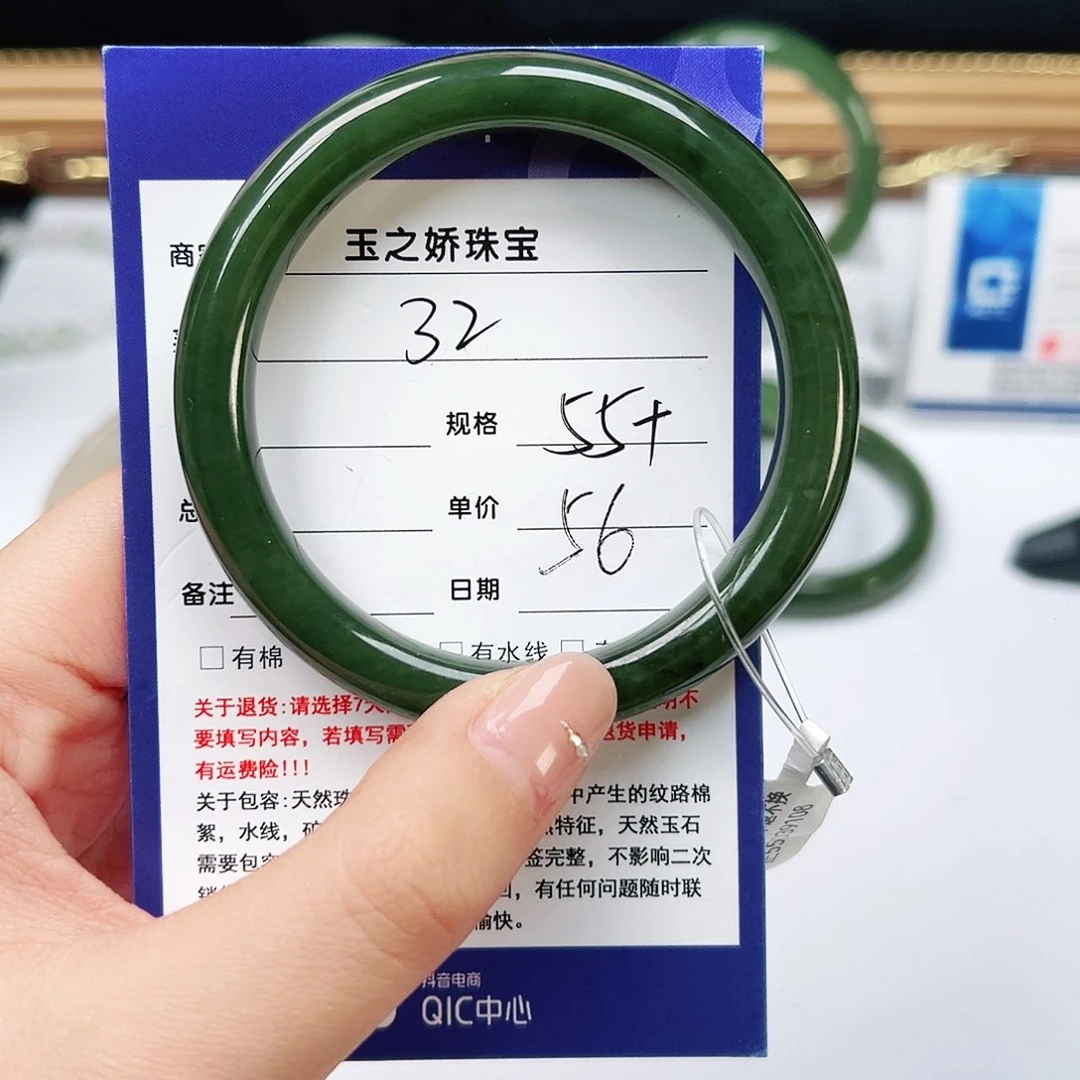 商 玉之娇珠宝
32
规格 55+
单价 56
日期
备注
□有棉 □有水线 □
关于退货:请选择7天 不
要填写内容，若填写需 退货申请，
有运费险!!!
关于包容:天然珠 中产生的纹路棉
絮，水线， 特征，天然玉石
需要包容 签完整，不影响二次
有任何问题随时联
愉快。
抖音电商
QIC中心